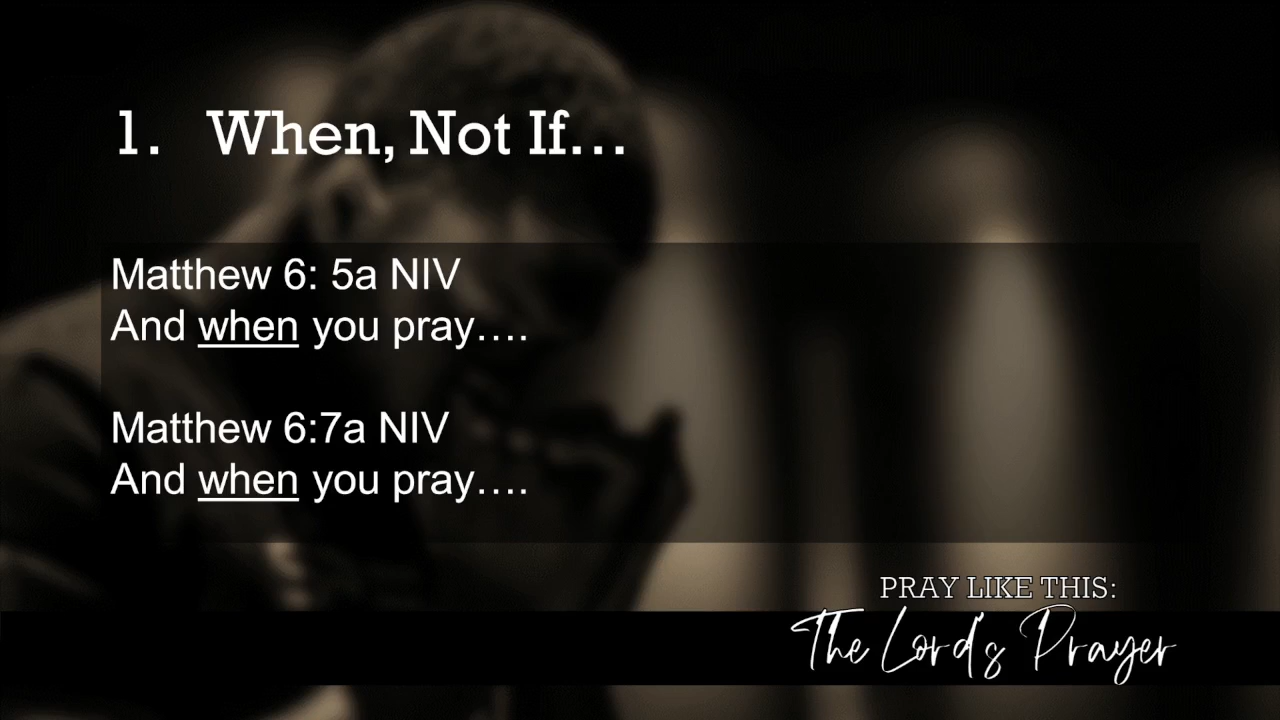 1. When, Not If…
Matthew 6: 5a NIV
And when you pray….
Matthew 6:7a NIV
And when you pray….
PRAY LIKE THIS:
The Lord's Prayer